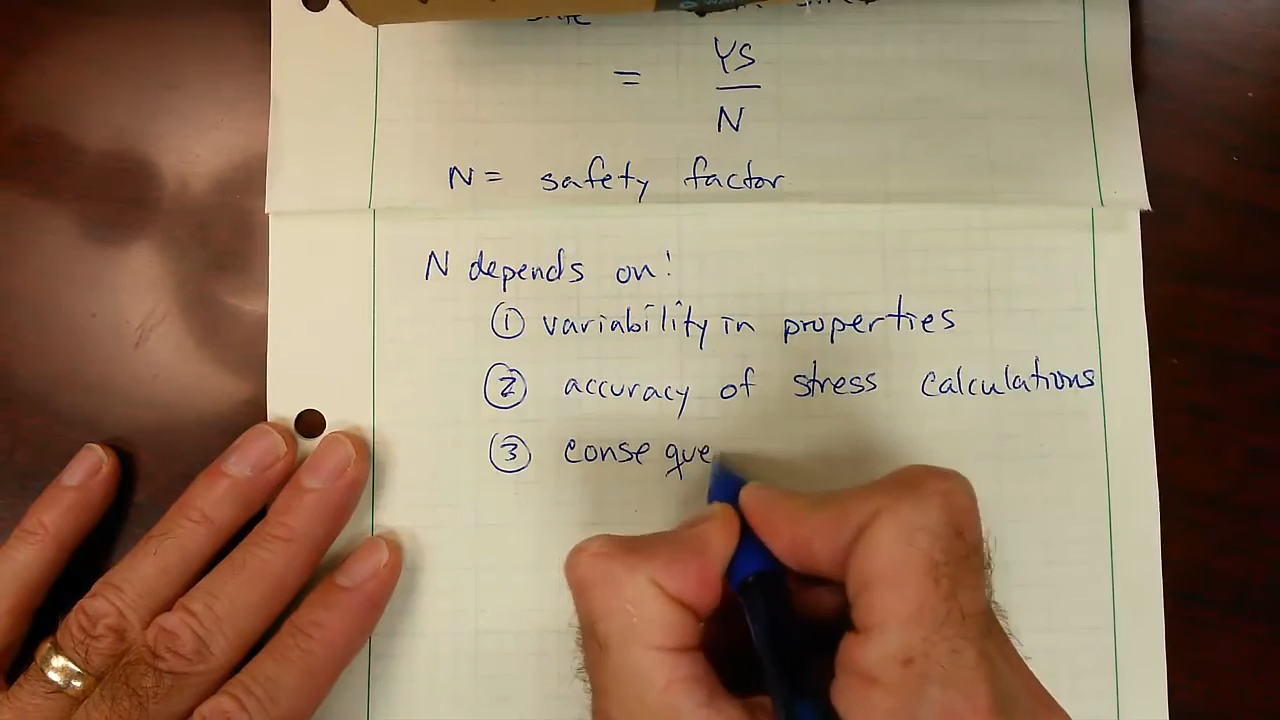 = YS
N
N = safety factor
N depends on:
① variability in properties
② accuracy of stress calculations
③ conseque